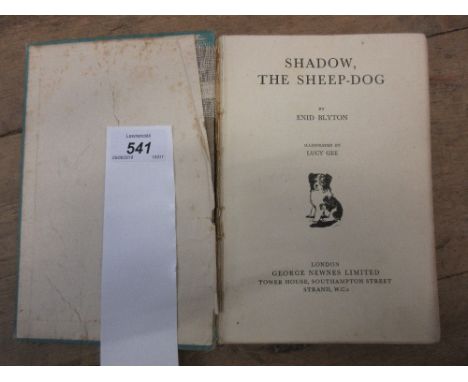 Lawrences
541
SHADOW,
THE SHEEP-DOG
BY
ENID BLYTON
ILLUSTRATED BY
LUCY GEE
LONDON
GEORGE NEWNES LIMITED
TOWER HOUSE, SOUTHAMPTON STREET
STRAND, W.C.2